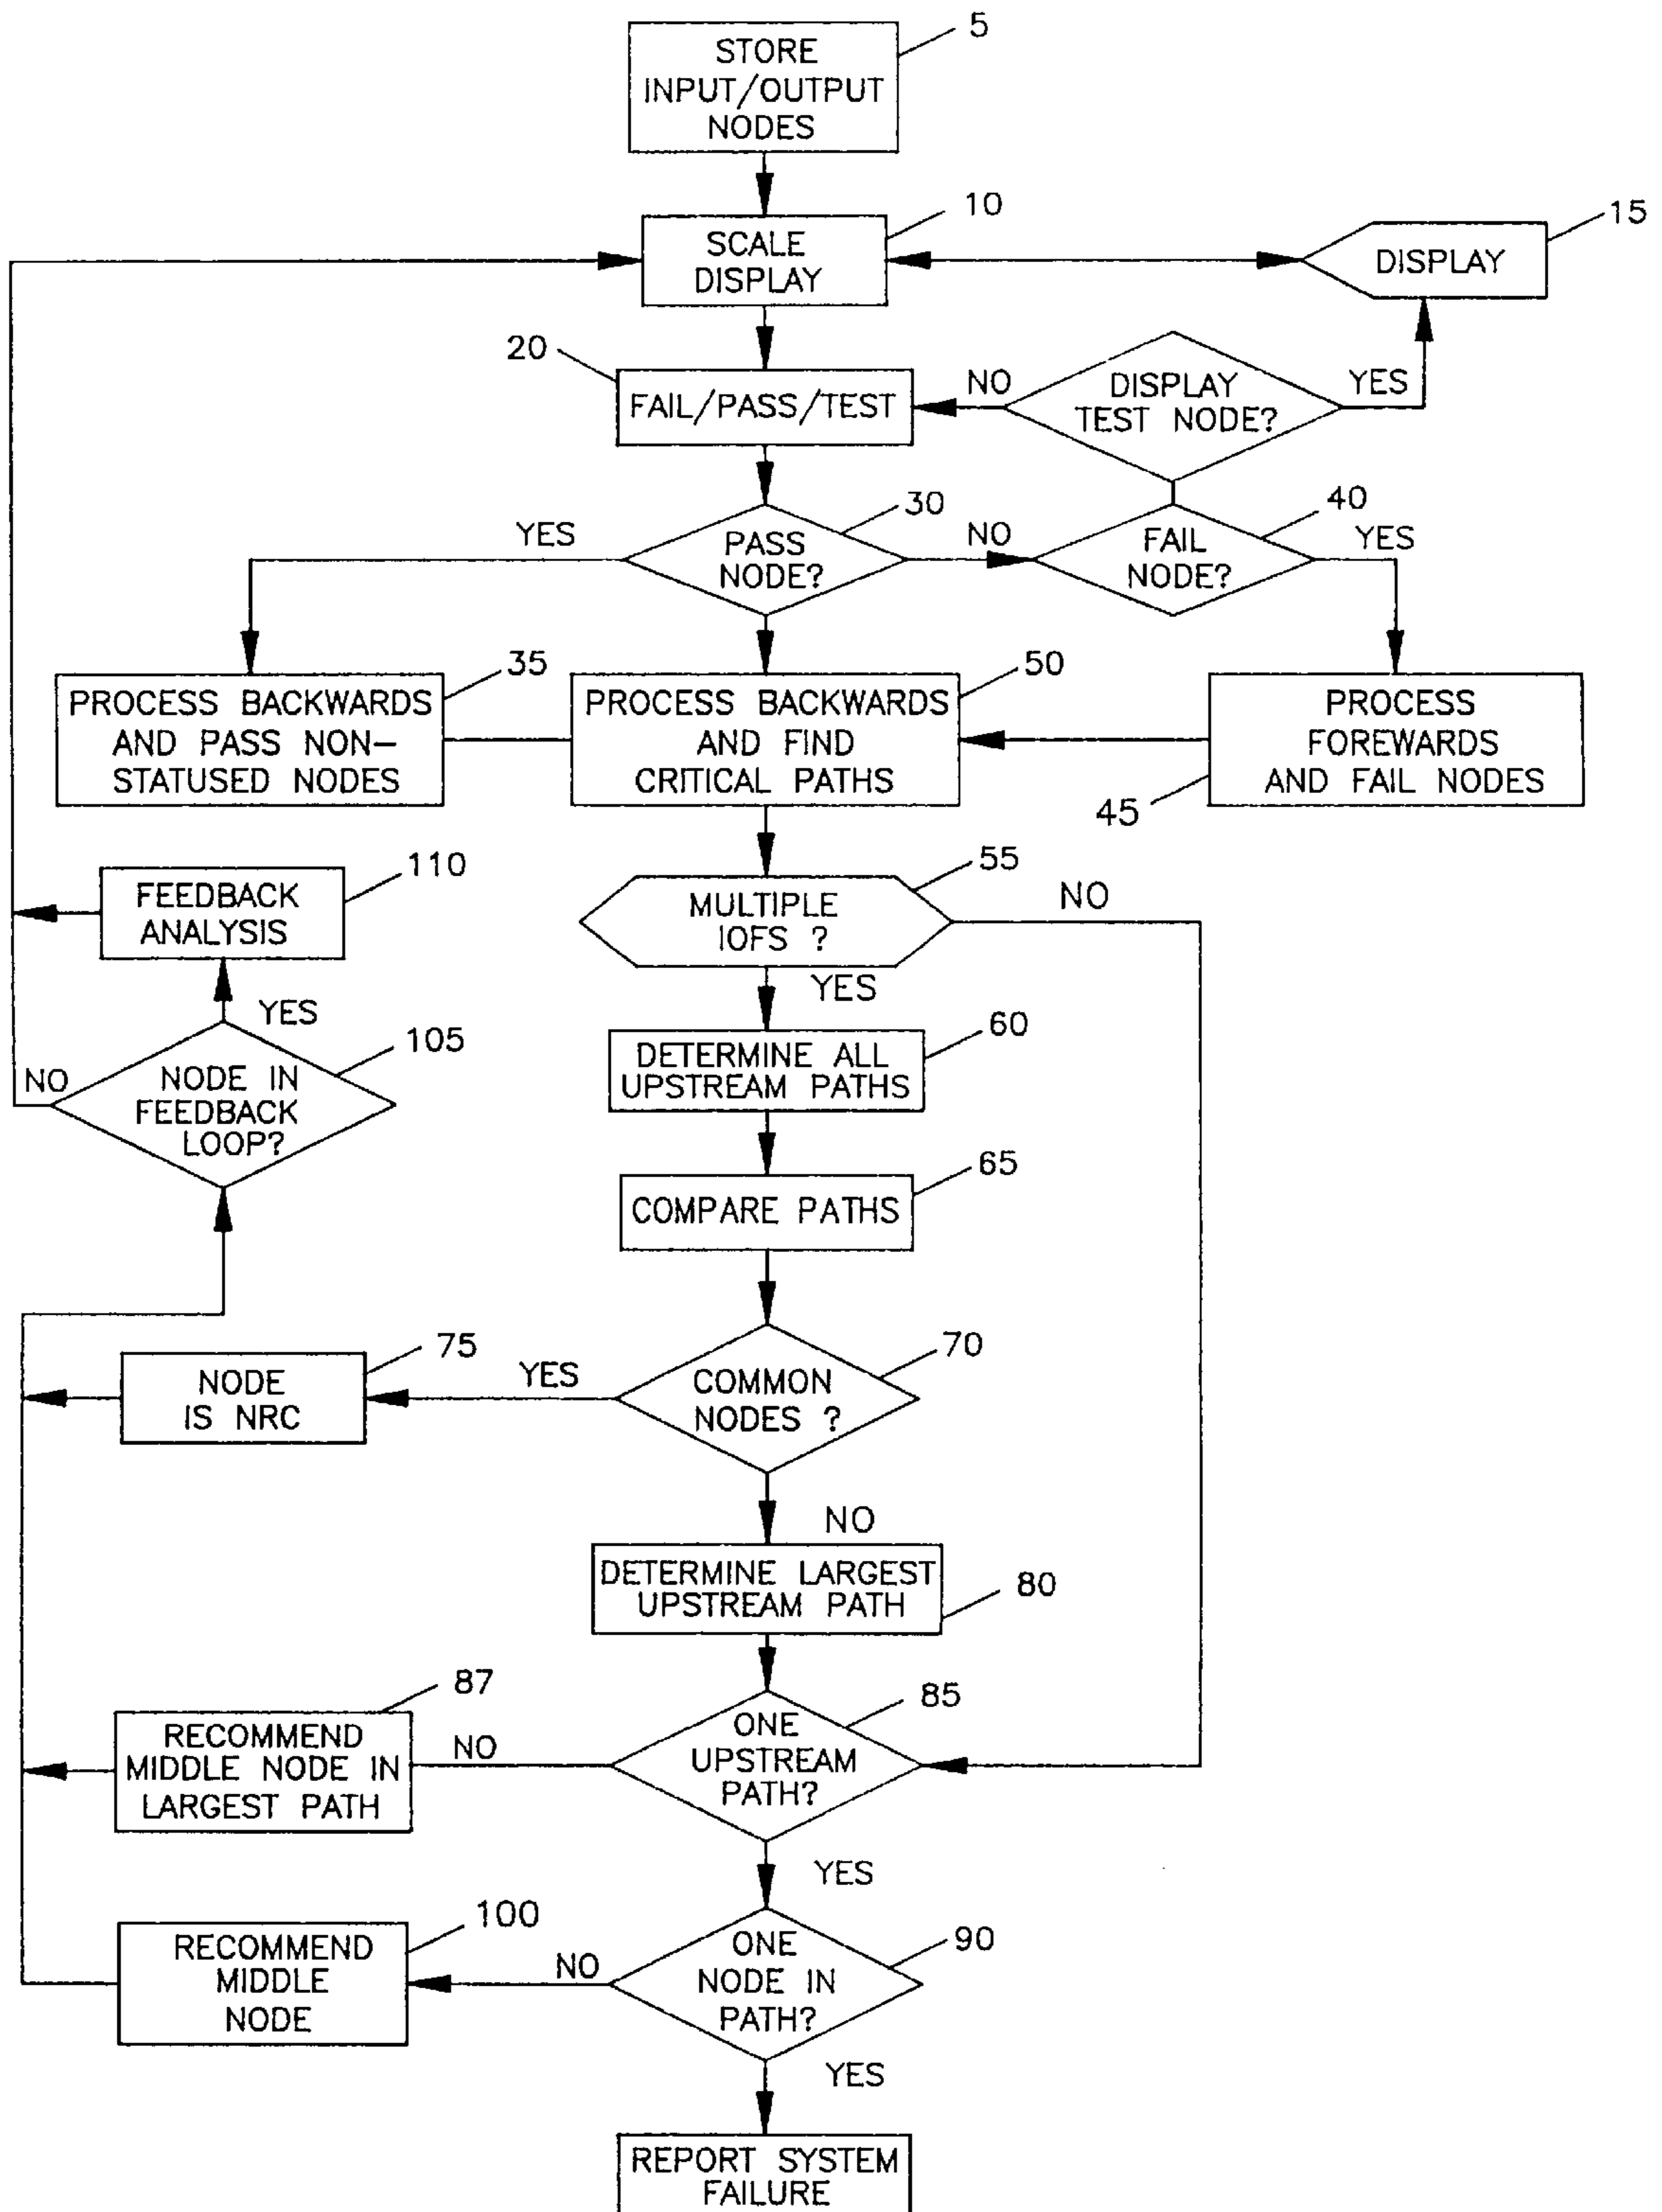 STORE
INPUT/OUTPUT
NODES
5
SCALE
DISPLAY
10
DISPLAY
15
20
FAIL/PASS/TEST
NO
DISPLAY
TEST NODE?
YES
YES
PASS
NODE?
30
NO
FAIL
NODE?
40
YES
PROCESS BACKWARDS
AND PASS NON-
STATUSED NODES
35
PROCESS BACKWARDS
AND FIND
CRITICAL PATHS
50
PROCESS
FOREWARDS
AND FAIL NODES
45
FEEDBACK
ANALYSIS
110
MULTIPLE
IOFS ?
55
NO
YES
YES
NO
NODE IN
FEEDBACK
LOOP?
105
DETERMINE ALL
UPSTREAM PATHS
60
COMPARE PATHS
65
NODE
IS NRC
75
YES
COMMON
NODES ?
70
NO
DETERMINE LARGEST
UPSTREAM PATH
80
RECOMMEND
MIDDLE NODE IN
LARGEST PATH
87
NO
ONE
UPSTREAM
PATH?
85
YES
RECOMMEND
MIDDLE
NODE
100
NO
ONE
NODE IN
PATH?
90
YES
REPORT SYSTEM
FAILURE